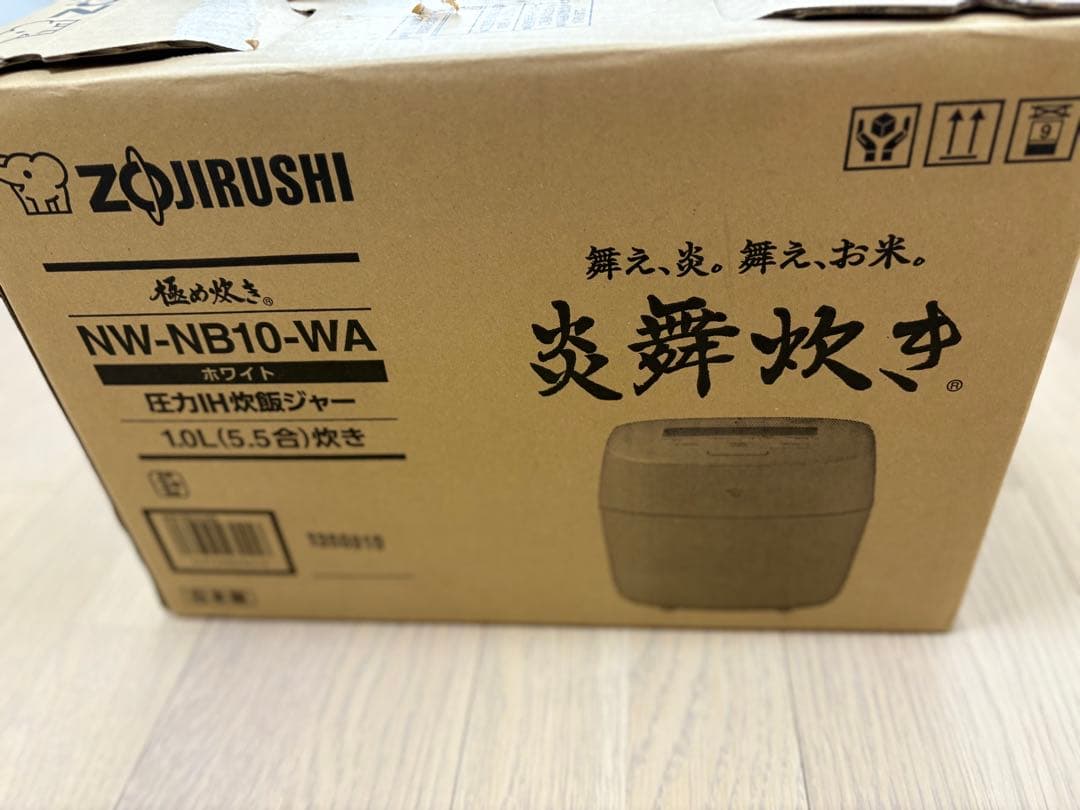 ZOJIRUSHI
極め炊き®
NW-NB10-WA
ホワイト
圧力IH炊飯ジャー
1.0L(5.5合)炊き
舞え、炎。舞え、お米。
炎舞炊き®
9